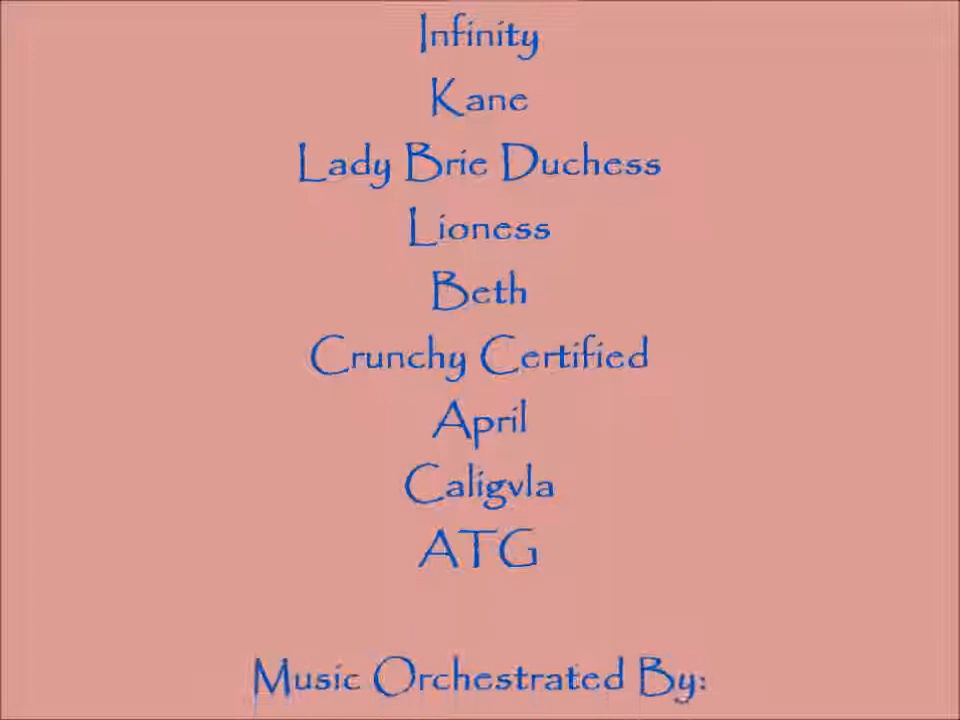 Infinity
Kane
Lady Brie Duchess
Lioness
Beth
Crunchy Certified
April
Caligvla
ATG
Music Orchestrated By: